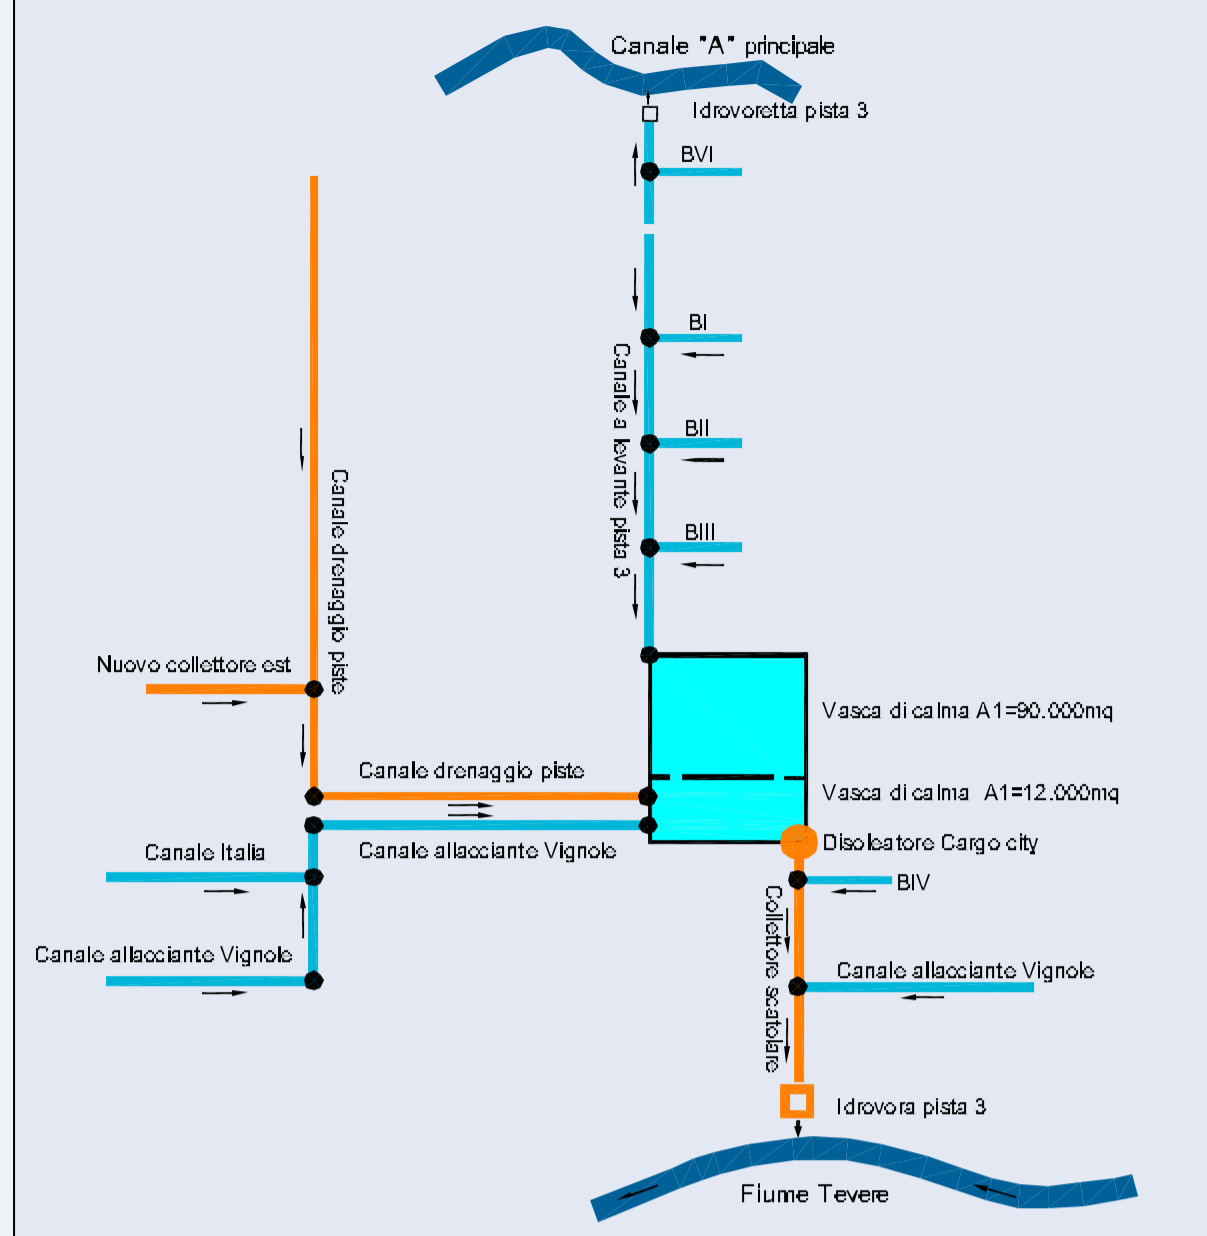 Canale "A" principale
Idrovoretta pista 3
BVI
BI
Canale a levante pista 3
BII
BIII
Canale drenaggio piste
Nuovo collettore est
Vasca di calma A1=90.000mq
Canale drenaggio piste
Vasca di calma A1=12.000mq
Canale allacciante Vignole
Disoleatore Cargo city
Canale Italia
BIV
Collettore scatolare
Canale allacciante Vignole
Canale allacciante Vignole
Idrovora pista 3
Fiume Tevere